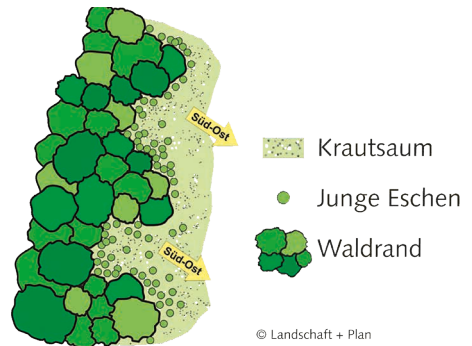 Süd-Ost
Krautsaum
Junge Eschen
Waldrand
Süd-Ost
© Landschaft + Plan